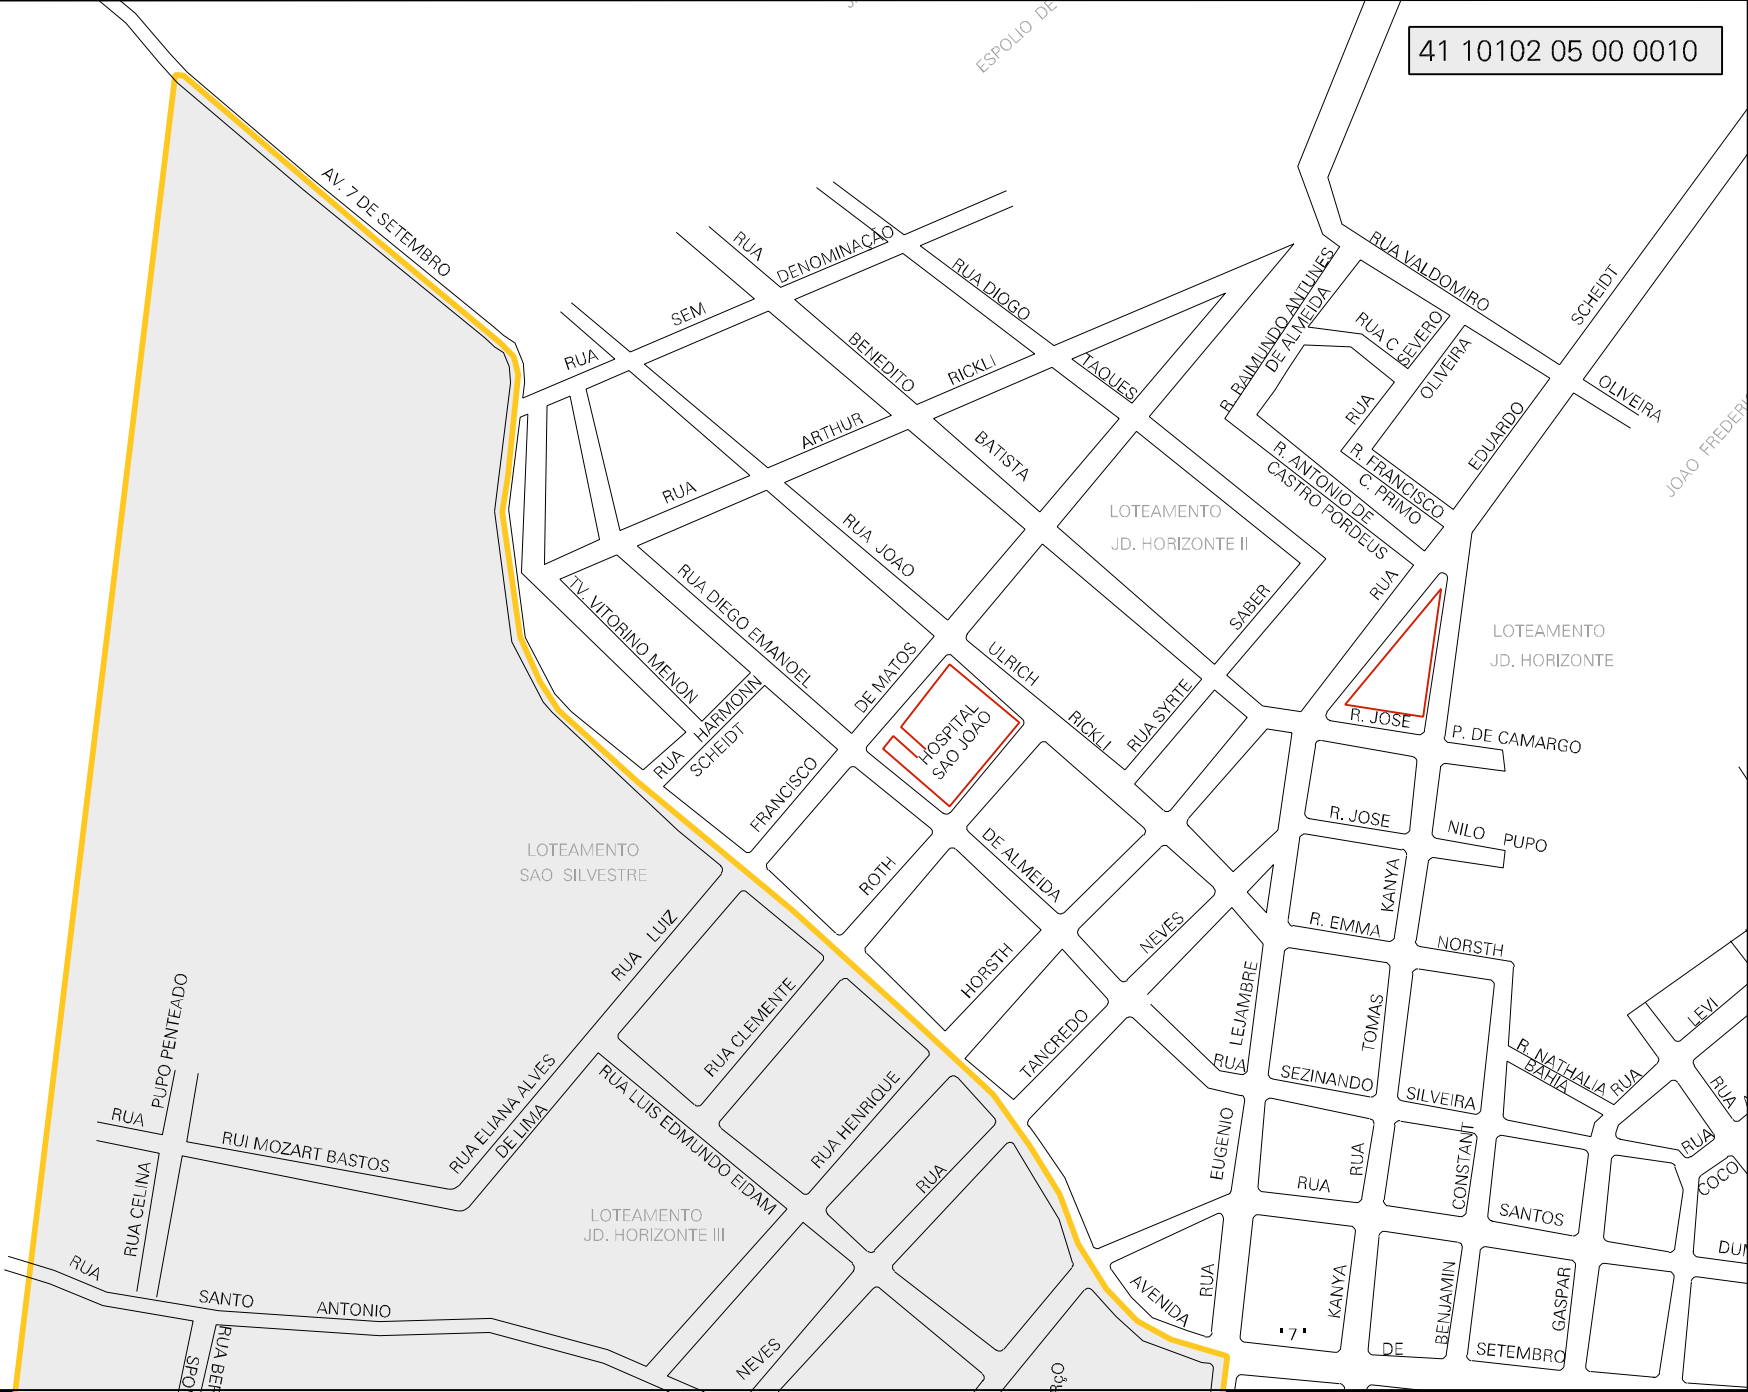 ESPOLIO DE
41 10102 05 00 0010
AV. 7 DE SETEMBRO
RUA
DENOMINAÇÃO
SEM
RUA
RUA DIOGO
TAQUES
BENEDITO
BATISTA
RICKLI
ARTHUR
RUA
RUA VALDOMIRO
OLIVEIRA
SCHEIDT
EDUARDO
R. RAIMUNDO ANTUNES
DE ALMEIDA
RUA C.
SEVERO
OLIVEIRA
RUA
R. FRANCISCO
C. PRIMO
R. ANTONIO DE
CASTRO PORDEUS
RUA
LOTEAMENTO
JD. HORIZONTE II
LOTEAMENTO
JD. HORIZONTE
RUA JOAO
ULRICH
RICKLI
RUA DIEGO EMANOEL
TV. VITORINO MENON
RUA
HARMONN
SCHEIDT
DE MATOS
FRANCISCO
HOSPITAL
SAO JOAO
SABER
RUA SYRTE
NEVES
TANCREDO
R. JOSE
P. DE CAMARGO
R. JOSE
NILO
PUPO
KANYA
R. EMMA
NORSTH
DE ALMEIDA
ROTH
HORSTH
LOTEAMENTO
SAO SILVESTRE
RUA
LUIZ
RUA CLEMENTE
RUA HENRIQUE
RUA
RUA ELIANA ALVES
DE LIMA
RUA LUIS EDMUNDO EIDAM
PUPO PENTEADO
RUA
RUI MOZART BASTOS
RUA CELINA
LOTEAMENTO
JD. HORIZONTE III
RUA
SANTO
ANTONIO
NEVES
LEJAMBRE
EUGENIO
RUA
TOMAS
RUA
KANYA
RUA
SEZINANDO
SILVEIRA
R. NATHALIA
BAHIA
RUA
LEVI
RUA
RUA
COCO
CONSTANT
BENJAMIN
RUA
SANTOS
GASPAR
AVENIDA
"7"
DE
SETEMBRO